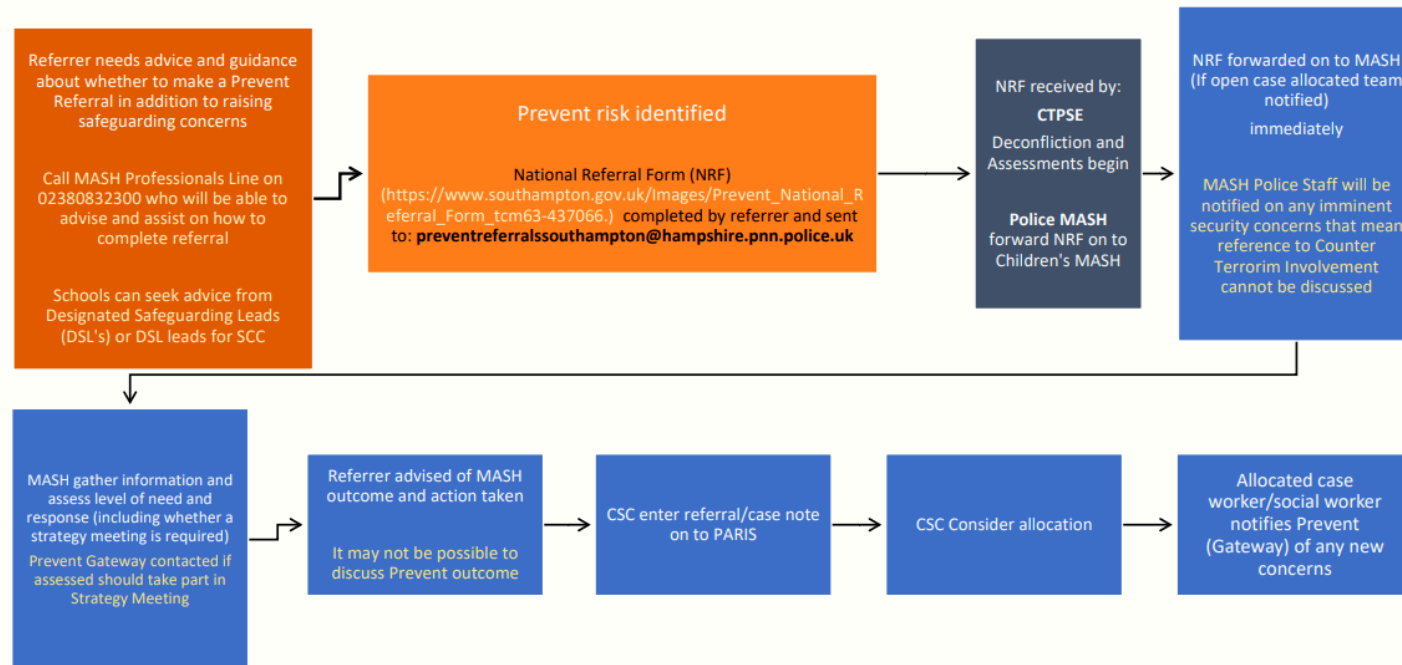 Referrer needs advice and guidance
about whether to make a Prevent
Referral in addition to raising
safeguarding concerns
Call MASH Professionals Line on
02380832300 who will be able to
advise and assist on how to
complete referral
Schools can seek advice from
Designated Safeguarding Leads
(DSL's) or DSL leads for SCC
Prevent risk identified
National Referral Form (NRF)
(https://www.southampton.gov.uk/Images/Prevent_National_R
eferral_Form_tcm63-437066.) completed by referrer and sent
to: preventreferralssouthampton@hampshire.pnn.police.uk
NRF received by:
CTPSE
Deconfliction and
Assessments begin
Police MASH
forward NRF on to
Children's MASH
NRF forwarded on to MASH
(If open case allocated team
notified)
immediately
MASH Police Staff will be
notified on any imminent
security concerns that mean
reference to Counter
Terrorim Involvement
cannot be discussed
MASH gather information and
assess level of need and
response (including whether a
strategy meeting is required)
Prevent Gateway contacted if
assessed should take part in
Strategy Meeting
Referrer advised of MASH
outcome and action taken
It may not be possible to
discuss Prevent outcome
CSC enter referral/case note
on to PARIS
CSC Consider allocation
Allocated case
worker/social worker
notifies Prevent
(Gateway) of any new
concerns